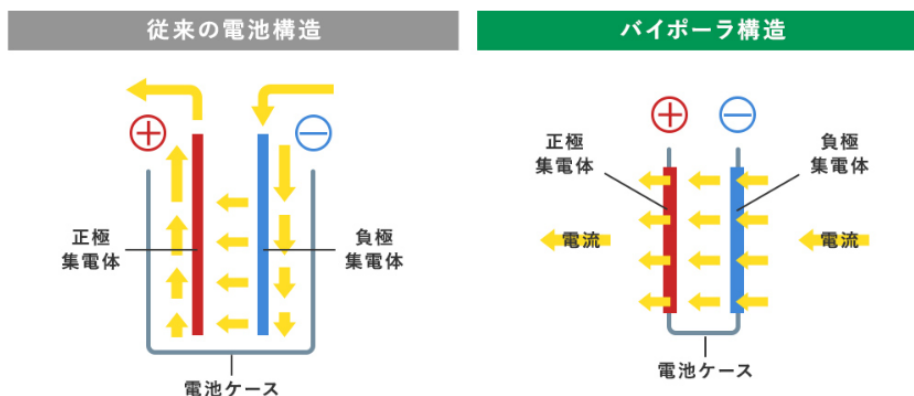 従来の電池構造
バイポーラ構造
+
−
正極
集電体
負極
集電体
電池ケース
+
−
正極
集電体
負極
集電体
電流
電流
電池ケース